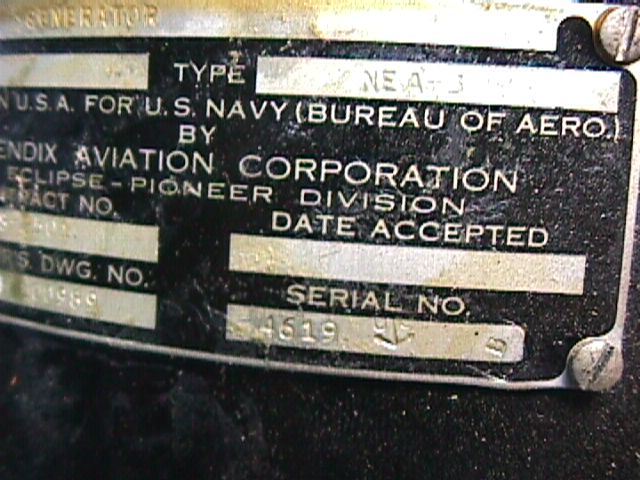 GENERATOR
TYPE NEA-3
N U.S.A. FOR U.S. NAVY (BUREAU OF AERO.)
BY
ENDIX AVIATION CORPORATION
ECLIPSE-PIONEER DIVISION
RACT NO.
DATE ACCEPTED
R'S. DWG. NO.
SERIAL NO.
4619